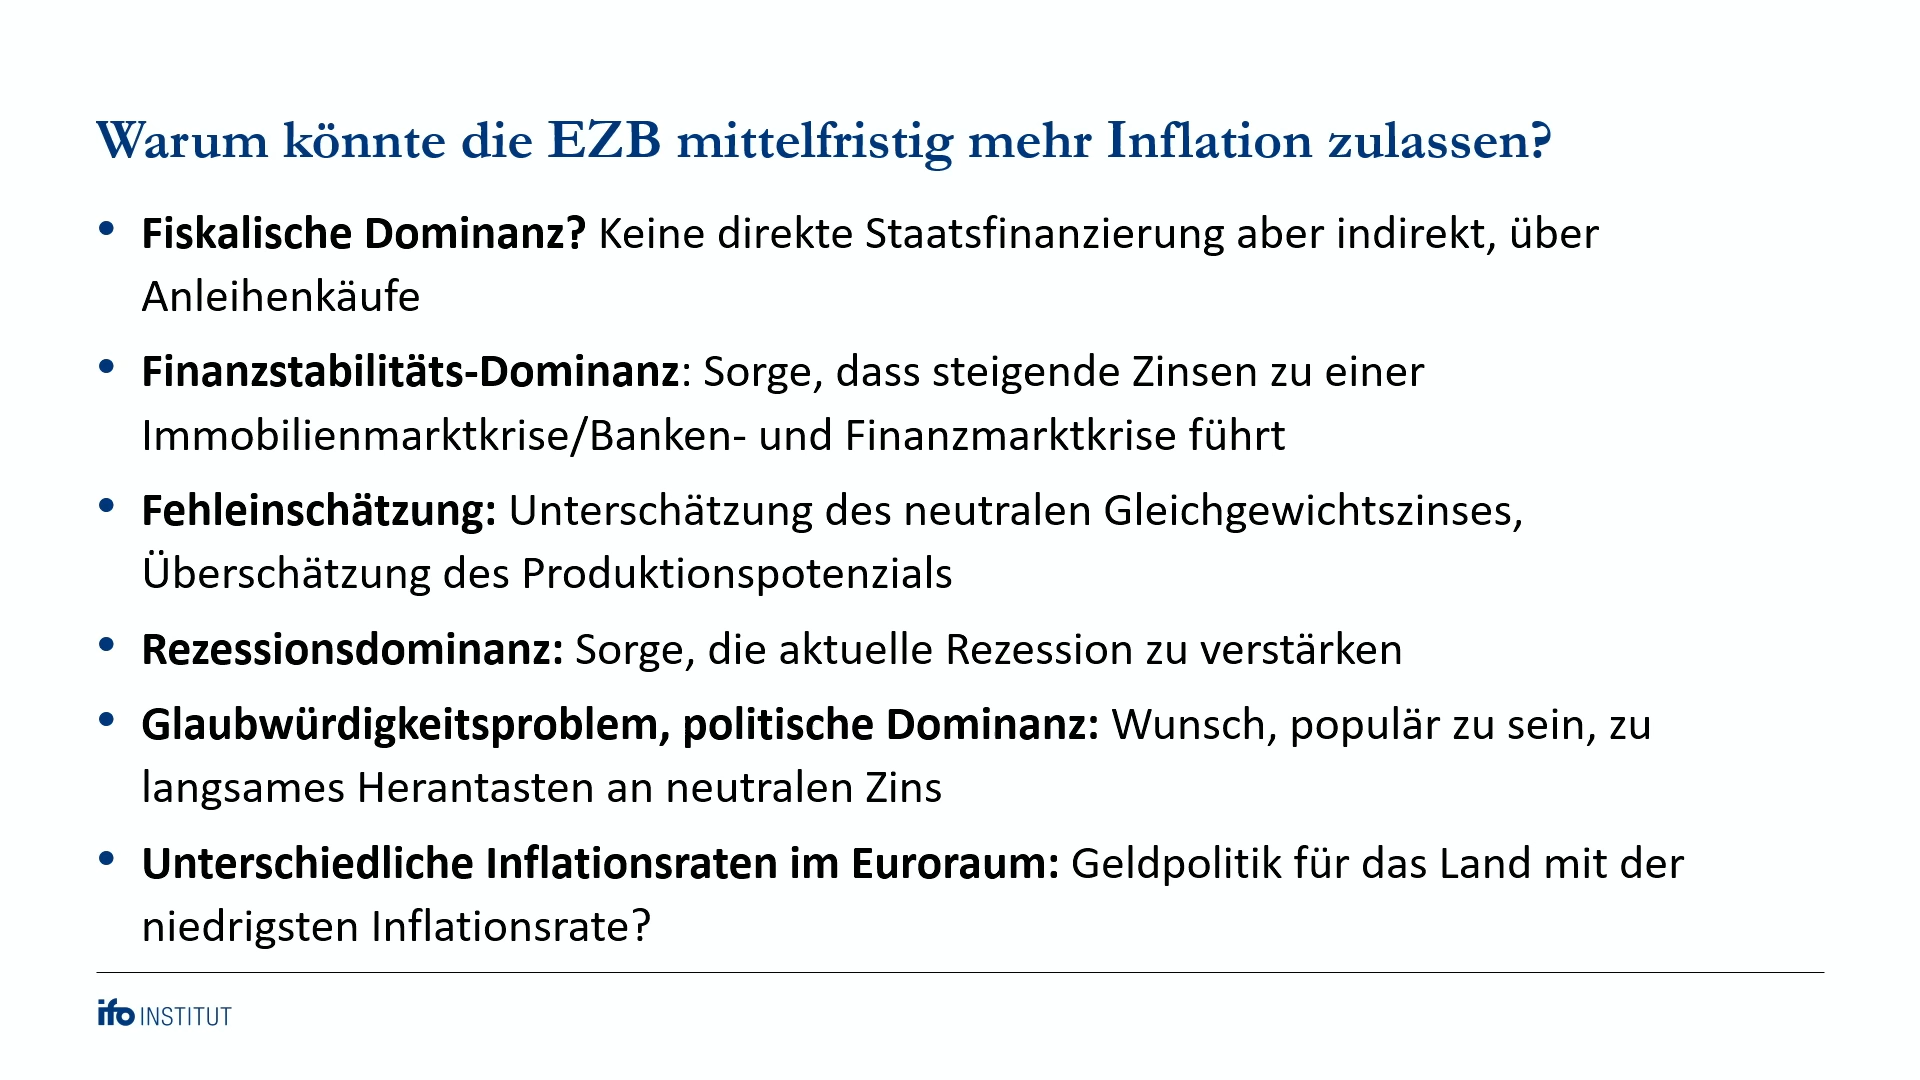 Warum könnte die EZB mittelfristig mehr Inflation zulassen?
• Fiskalische Dominanz? Keine direkte Staatsfinanzierung aber indirekt, über
Anleihenkäufe
• Finanzstabilitäts-Dominanz: Sorge, dass steigende Zinsen zu einer
Immobilienmarktkrise/Banken- und Finanzmarktkrise führt
• Fehleinschätzung: Unterschätzung des neutralen Gleichgewichtszinses,
Überschätzung des Produktionspotenzials
• Rezessionsdominanz: Sorge, die aktuelle Rezession zu verstärken
• Glaubwürdigkeitsproblem, politische Dominanz: Wunsch, populär zu sein, zu
langsames Herantasten an neutralen Zins
• Unterschiedliche Inflationsraten im Euroraum: Geldpolitik für das Land mit der
niedrigsten Inflationsrate?
ifo INSTITUT